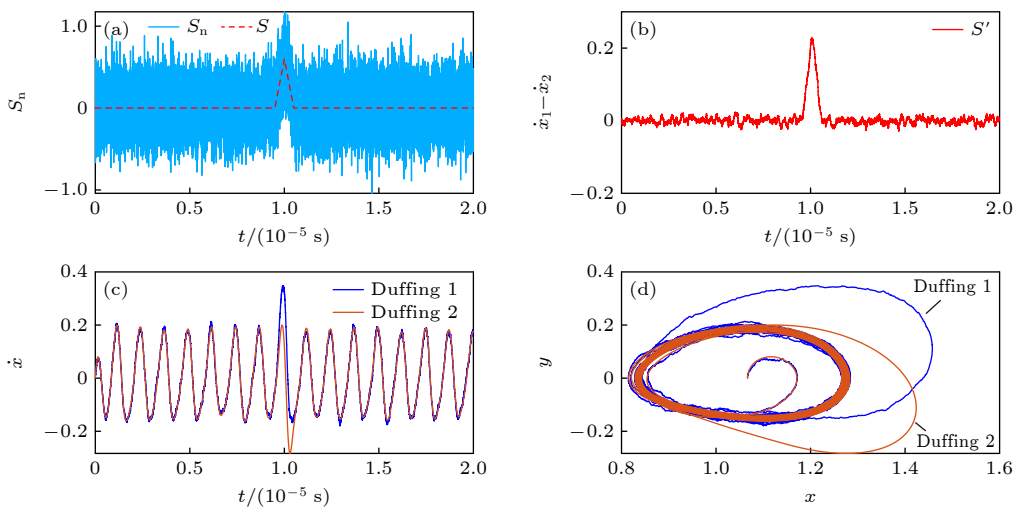 (a) Sₙ S
1.0
0
−1.0
Sₙ
0 0.5 1.0 1.5 2.0
t/(10⁻⁵ s)
(b) S′
0.2
0
−0.2
ẋ₁−ẋ₂
0 0.5 1.0 1.5 2.0
t/(10⁻⁵ s)
(c) Duffing 1
Duffing 2
0.4
0.2
0
−0.2
ẋ
0 0.5 1.0 1.5 2.0
t/(10⁻⁵ s)
(d) Duffing 1
Duffing 2
0.4
0.2
0
−0.2
y
0.8 1.0 1.2 1.4 1.6
x